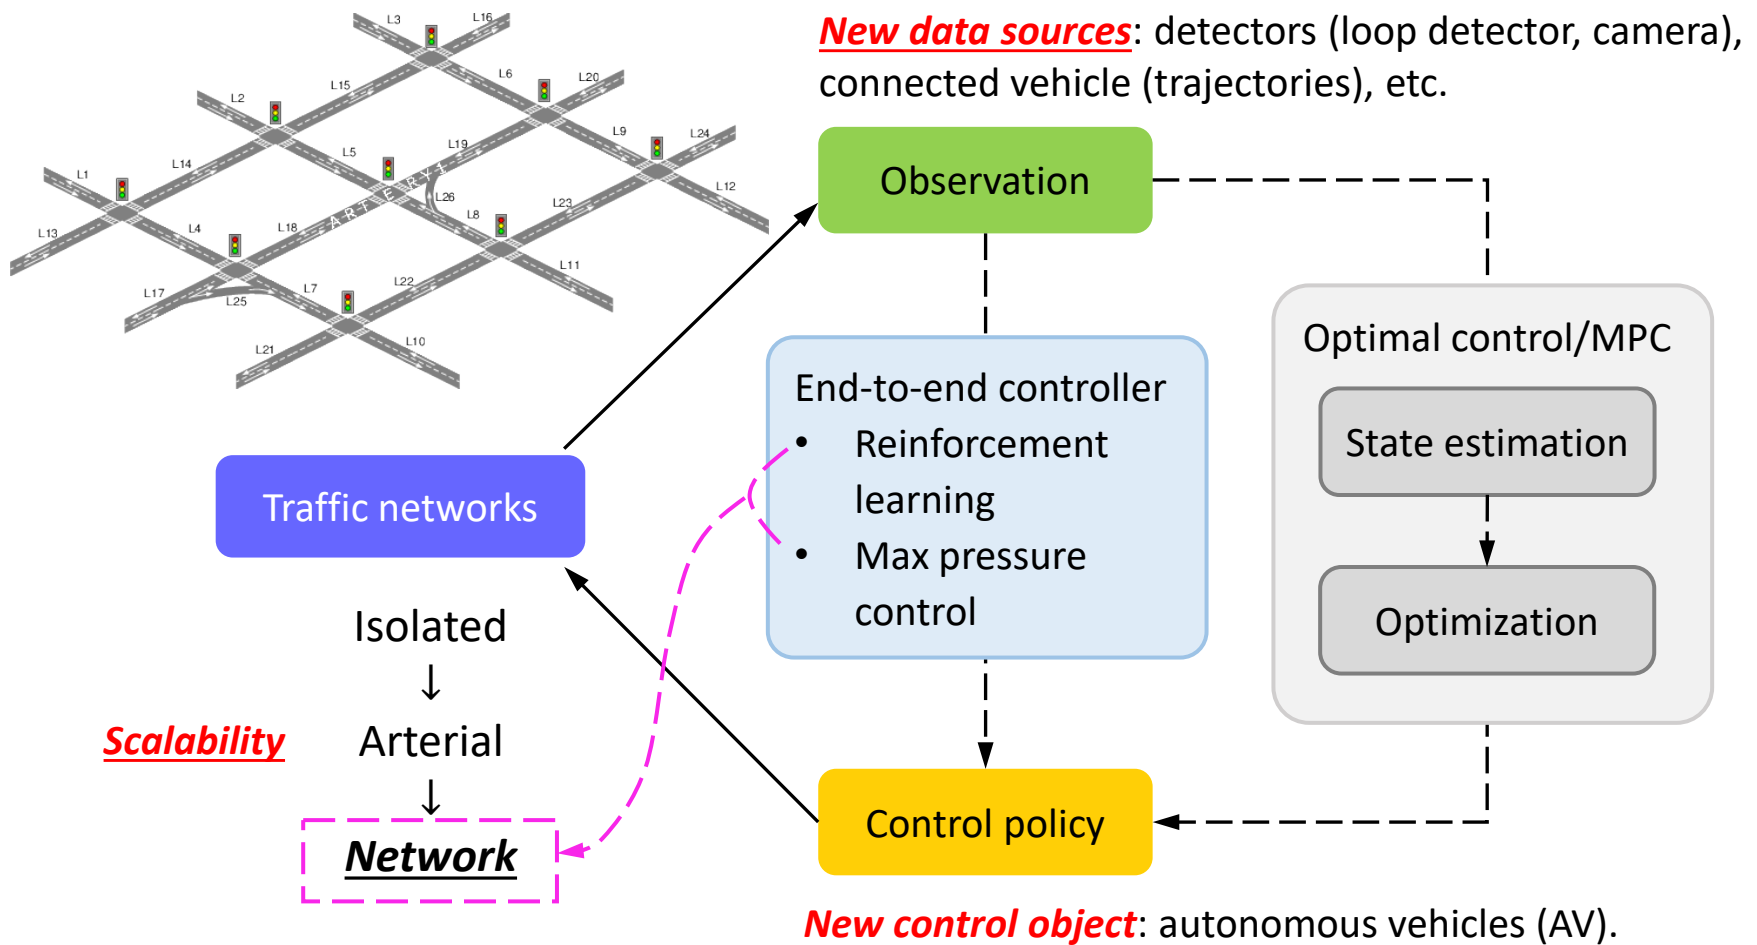 L3
L16
L15
L6
L20
L2
L19
L9
L24
L14
L5
L1
L26
L8
L23
L12
ARTERY1
L13
L4
L18
L22
L11
L17
L25
L7
L21
L10
New data sources: detectors (loop detector, camera),
connected vehicle (trajectories), etc.
Observation
Optimal control/MPC
State estimation
Optimization
End-to-end controller
• Reinforcement
learning
• Max pressure
control
Traffic networks
Isolated
↓
Scalability
Arterial
↓
Network
Control policy
New control object: autonomous vehicles (AV).